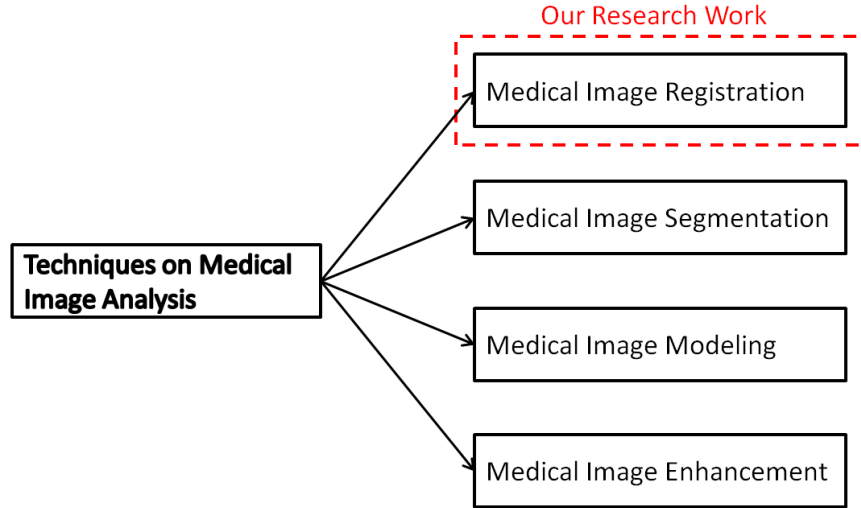 Our Research Work
Medical Image Registration
Medical Image Segmentation
Techniques on Medical
Image Analysis
Medical Image Modeling
Medical Image Enhancement